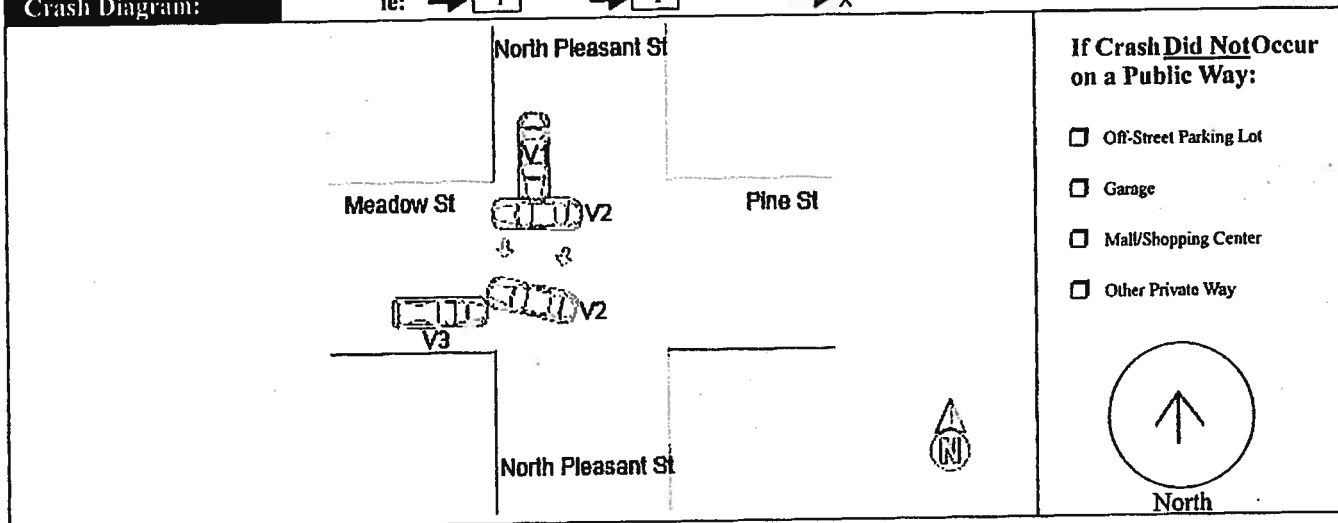 Crash Diagram:
ie:
X
North Pleasant St
V1
Meadow St
Pine St
V2
V2
V3
North Pleasant St
N
If Crash Did Not Occur
on a Public Way:
Off-Street Parking Lot
Garage
Mall/Shopping Center
Other Private Way
North